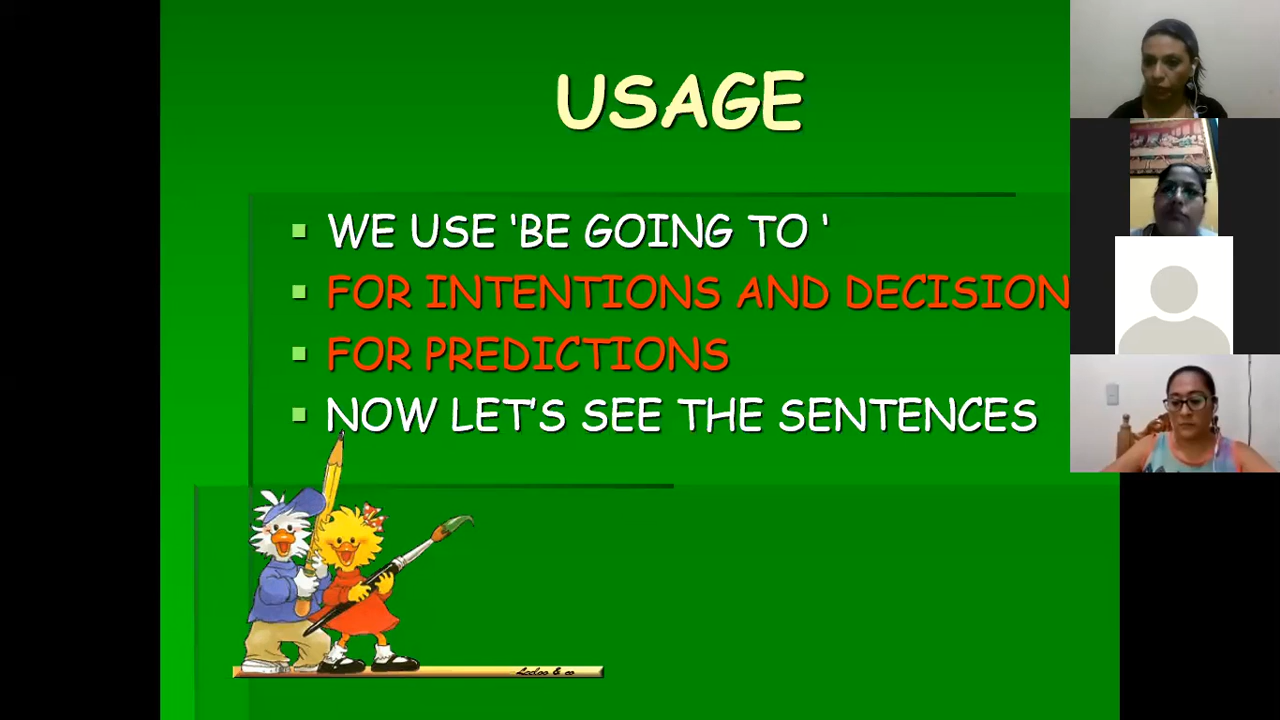 USAGE
WE USE 'BE GOING TO '
FOR INTENTIONS AND DECISION
FOR PREDICTIONS
NOW LET'S SEE THE SENTENCES